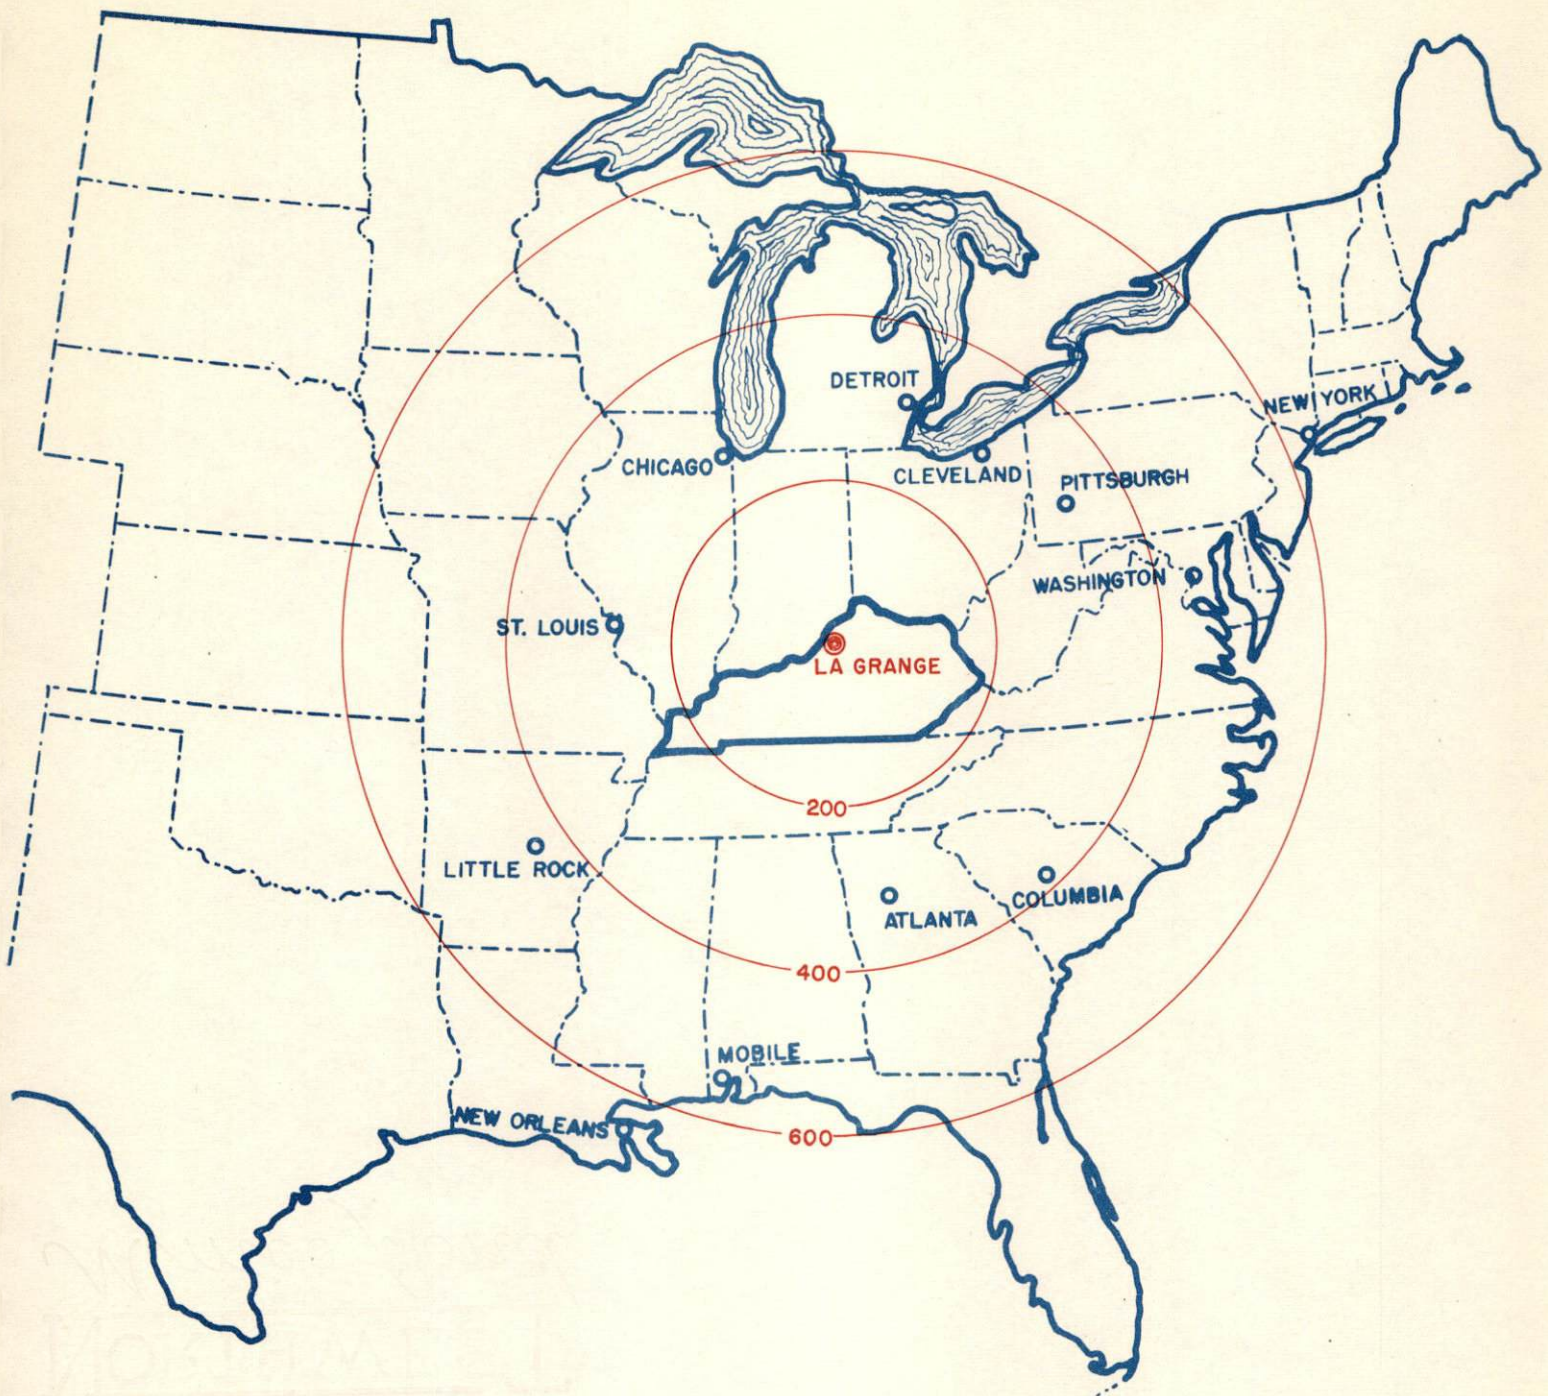 DETROIT
NEW YORK
CHICAGO
CLEVELAND
PITTSBURGH
WASHINGTON
ST. LOUIS
LA GRANGE
200
LITTLE ROCK
COLUMBIA
ATLANTA
400
MOBILE
NEW ORLEANS
600